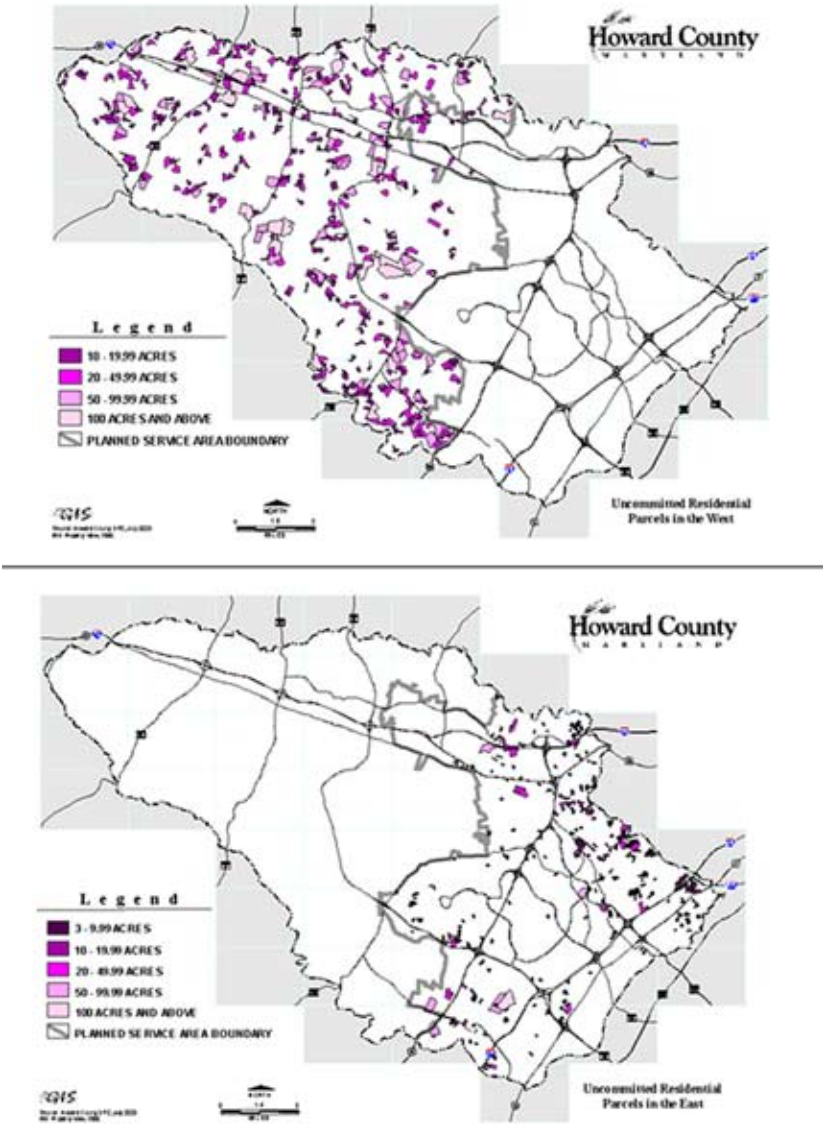 Howard County
MARYLAND
Legend
10 - 19.99 ACRES
20 - 49.99 ACRES
50 - 99.99 ACRES
100 ACRES AND ABOVE
PLANNED SERVICE AREA BOUNDARY
NORTH
MILES
Uncommitted Residential
Parcels in the West
Howard County
MARYLAND
Legend
3 - 9.99 ACRES
10 - 19.99 ACRES
20 - 49.99 ACRES
50 - 99.99 ACRES
100 ACRES AND ABOVE
PLANNED SERVICE AREA BOUNDARY
NORTH
Uncommitted Residential
Parcels in the East